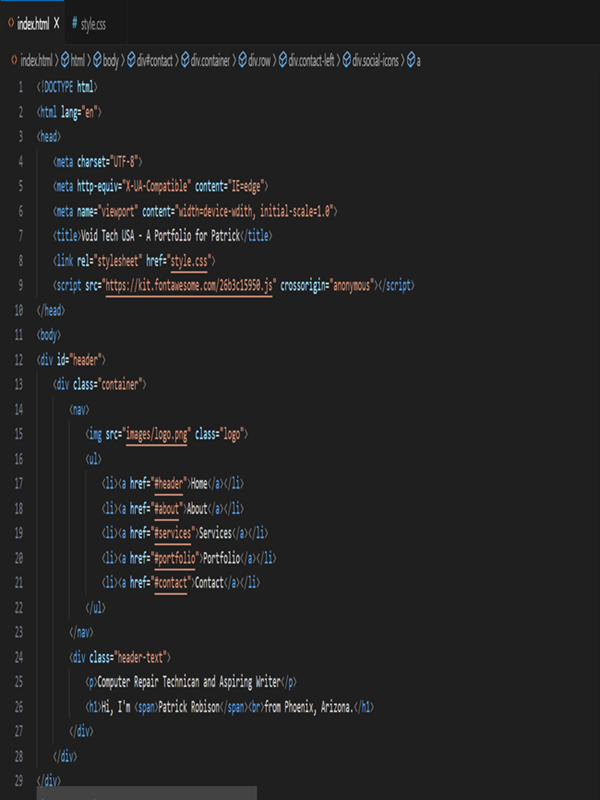 index.html X # style.css
index.html > html > body > div#contact > div.container > div.row > div.contact-left > div.social-icons > a
1 <!DOCTYPE html>
2 <html lang="en">
3 <head>
4 <meta charset="UTF-8">
5 <meta http-equiv="X-UA-Compatible" content="IE=edge">
6 <meta name="viewport" content="width=device-wdith, initial-scale=1.0">
7 <title>Void Tech USA - A Portfolio for Patrick</title>
8 <link rel="stylesheet" href="style.css">
9 <script src="https://kit.fontawesome.com/26b3c15950.js" crossorigin="anonymous"></script>
10 </head>
11 <body>
12 <div id="header">
13 <div class="container">
14 <nav>
15 <img src="images/logo.png" class="logo">
16 <ul>
17 <li><a href="#header">Home</a></li>
18 <li><a href="#about">About</a></li>
19 <li><a href="#services">Services</a></li>
20 <li><a href="#portfolio">Portfolio</a></li>
21 <li><a href="#contact">Contact</a></li>
22 </ul>
23 </nav>
24 <div class="header-text">
25 <p>Computer Repair Technican and Aspiring Writer</p>
26 <h1>Hi, I'm <span>Patrick Robison</span><br>from Phoenix, Arizona.</h1>
27 </div>
28 </div>
29 </div>